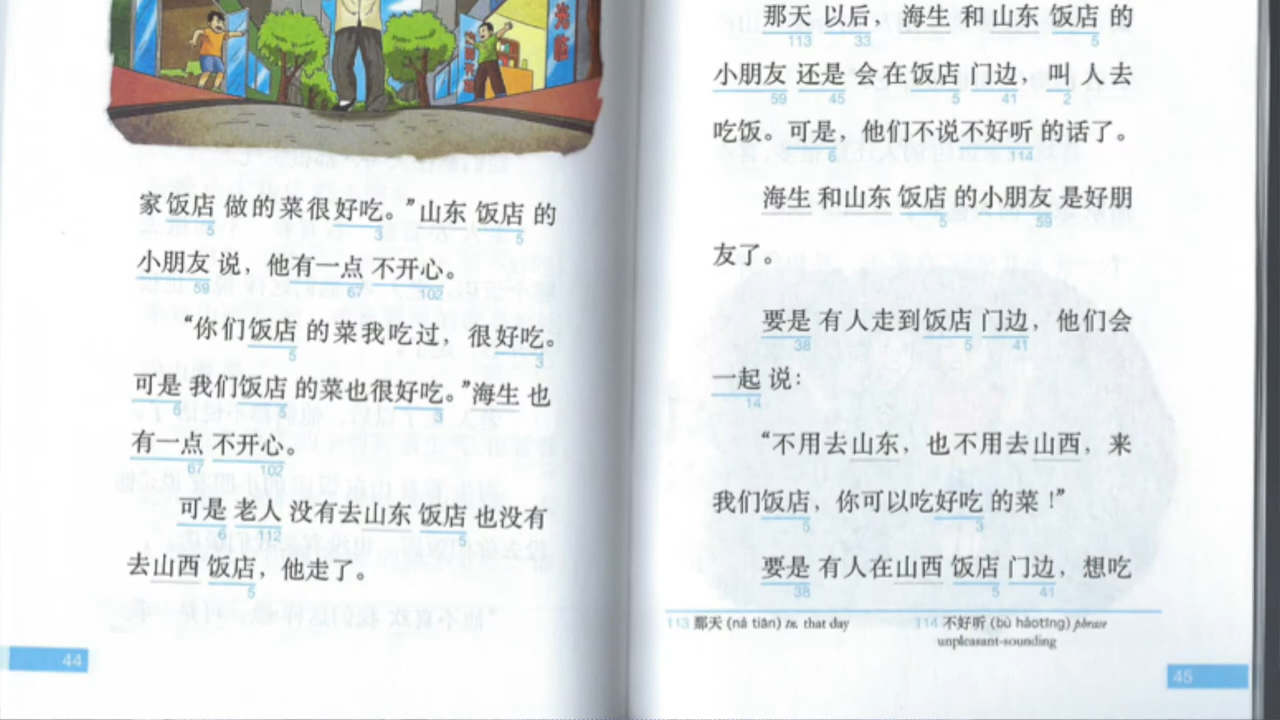 家饭店 做的菜很好吃。”山东 饭店 的
5 3 5
小朋友 说，他有一点 不开心。
59 67 102
“你们饭店 的菜我吃过，很好吃。
5 3
可是 我们饭店 的菜也很好吃。”海生 也
6 5 3
有一点 不开心。
67 102
可是 老人 没有去山东 饭店 也没有
6 112 5
去山西 饭店，他走了。
5
44
那天 以后，海生 和 山东 饭店 的
113 33 5
小朋友 还是 会在饭店 门边，叫 人去
59 45 5 41 2
吃饭。可是，他们不说不好听 的话了。
6 114
海生 和山东 饭店 的小朋友 是好朋
5 59
友了。
要是 有人走到饭店 门边，他们会
38 5 41
一起 说：
14
“不用去山东，也不用去山西，来
我们饭店，你可以吃好吃 的菜！”
5 3
要是 有人在山西 饭店 门边，想吃
38 5 41
113 那天 (nà tiān) tn. that day 114 不好听 (bù hǎotīng) phrase
unpleasant-sounding
45